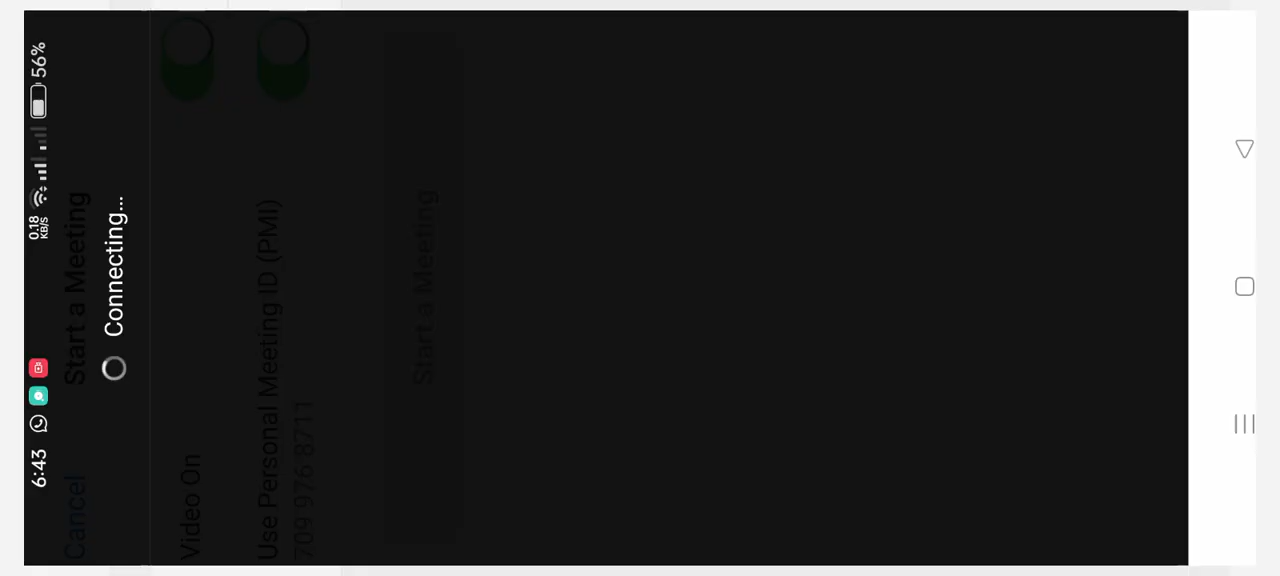 6:43
0.18 KB/S
56%
Cancel
Start a Meeting
Connecting...
Video On
Use Personal Meeting ID (PMI)
709 976 8711
Start a Meeting